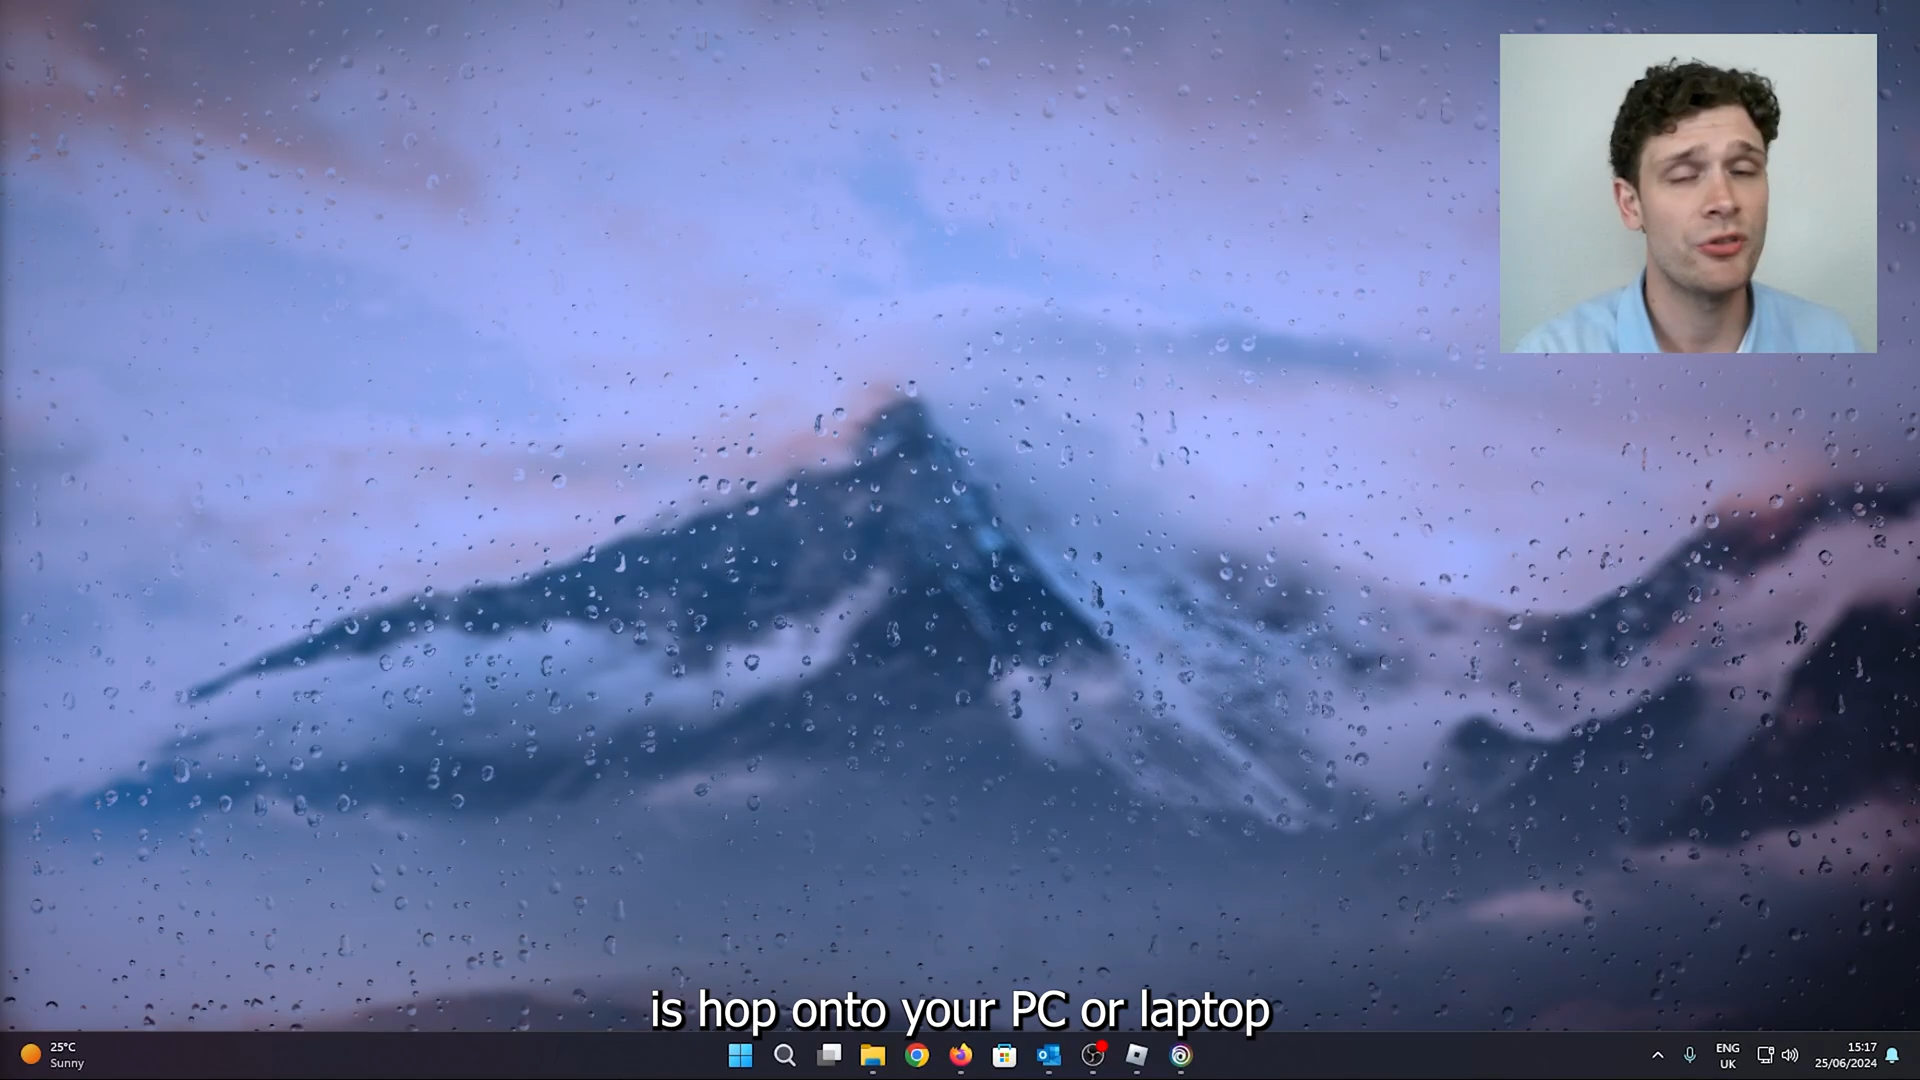 is hop onto your PC or laptop
25°C
Sunny
ENG
UK
15:17
25/06/2024